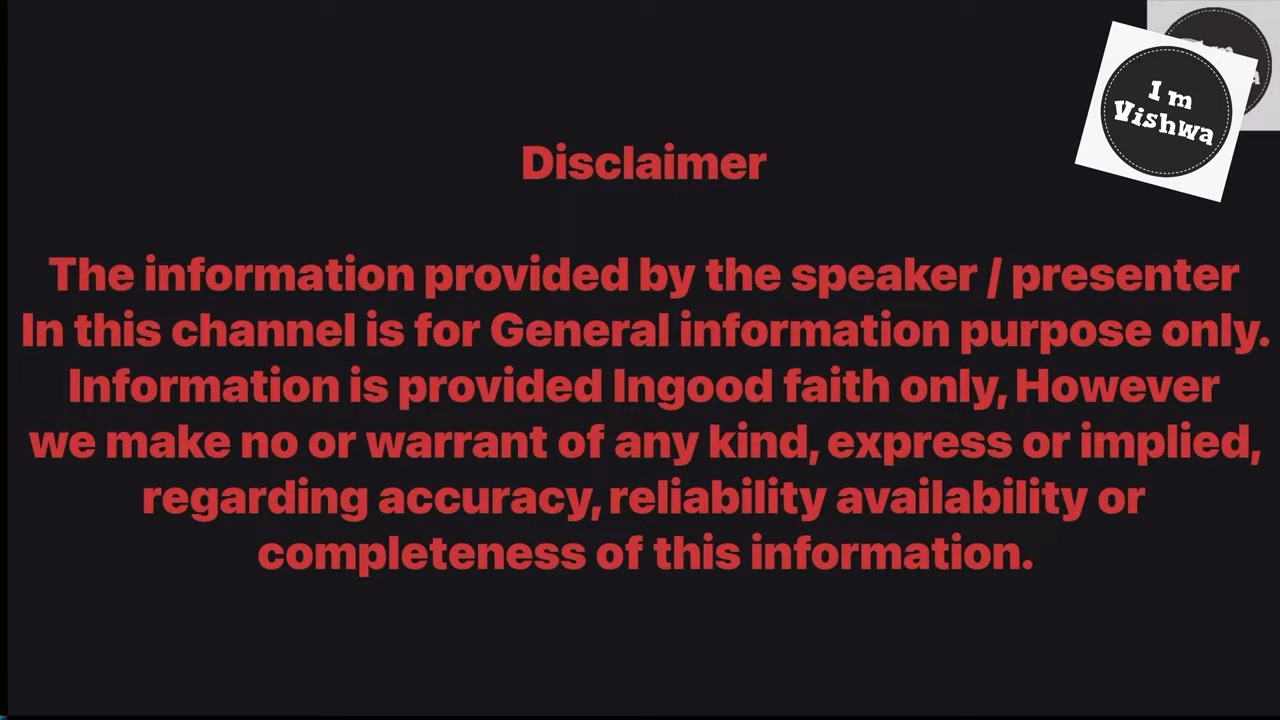 I m
Vishwa
Disclaimer
The information provided by the speaker / presenter
In this channel is for General information purpose only.
Information is provided Ingood faith only, However
we make no or warrant of any kind, express or implied,
regarding accuracy, reliability availability or
completeness of this information.